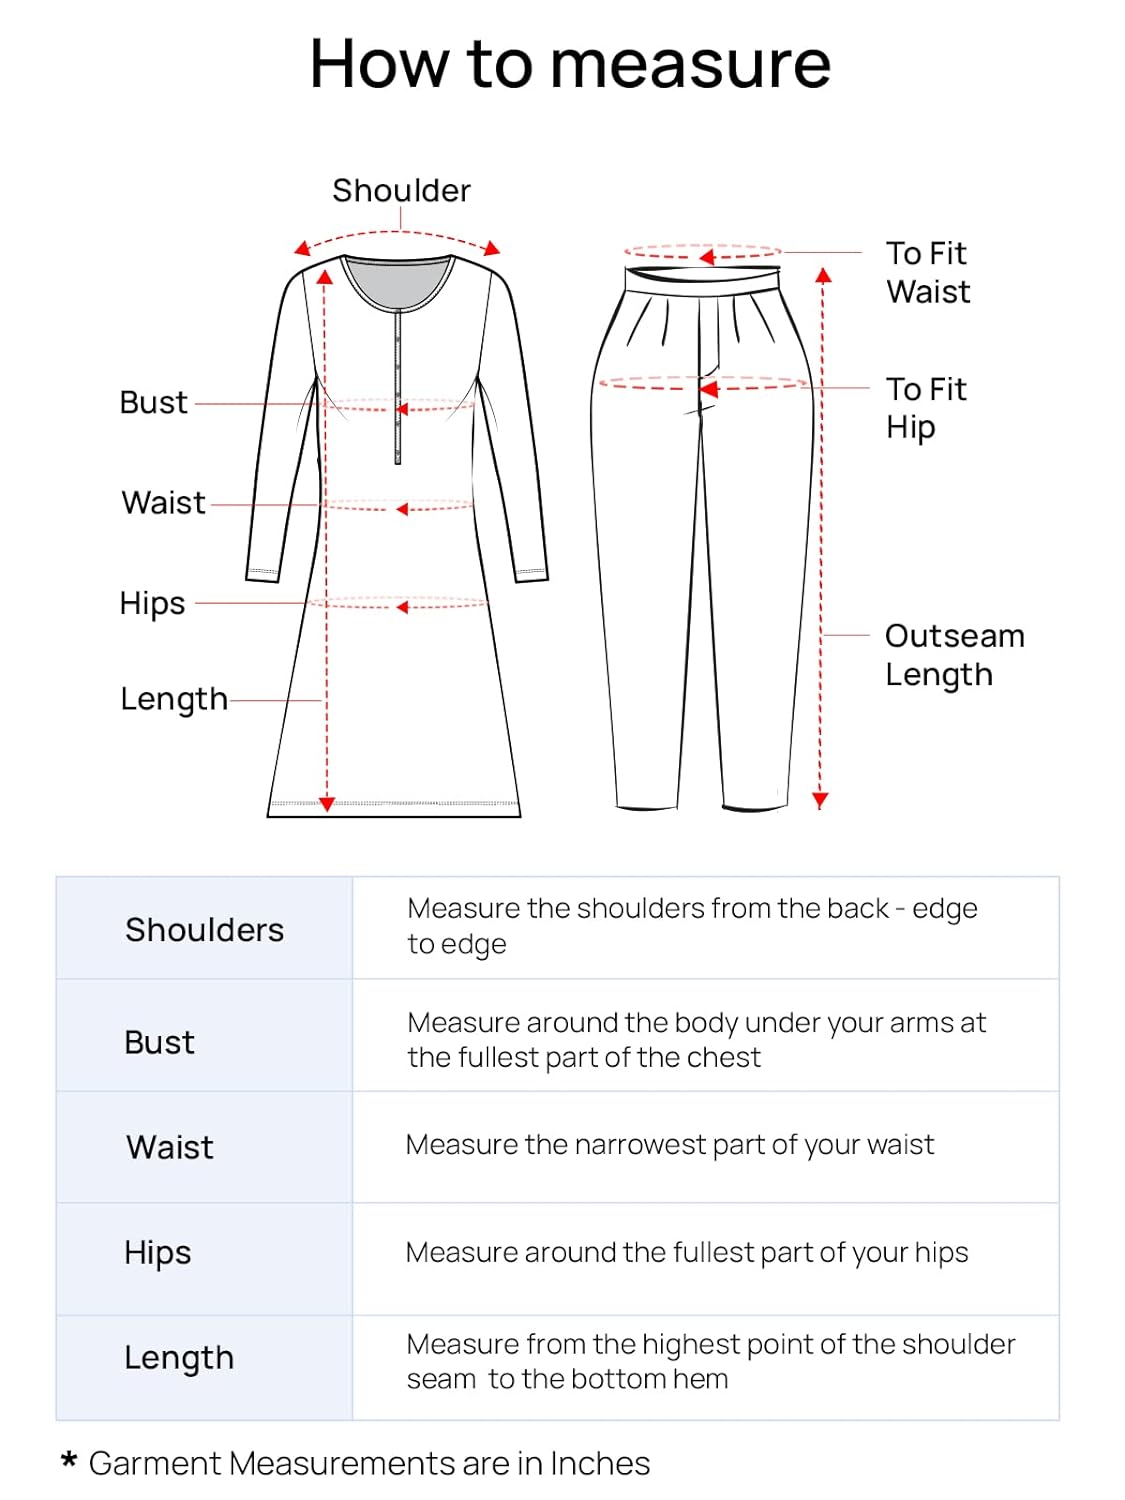 How to measure
Shoulder
Bust
Waist
Hips
Length
To Fit
Waist
To Fit
Hip
Outseam
Length
Shoulders
Measure the shoulders from the back - edge
to edge
Bust
Measure around the body under your arms at
the fullest part of the chest
Waist
Measure the narrowest part of your waist
Hips
Measure around the fullest part of your hips
Length
Measure from the highest point of the shoulder
seam to the bottom hem
* Garment Measurements are in Inches